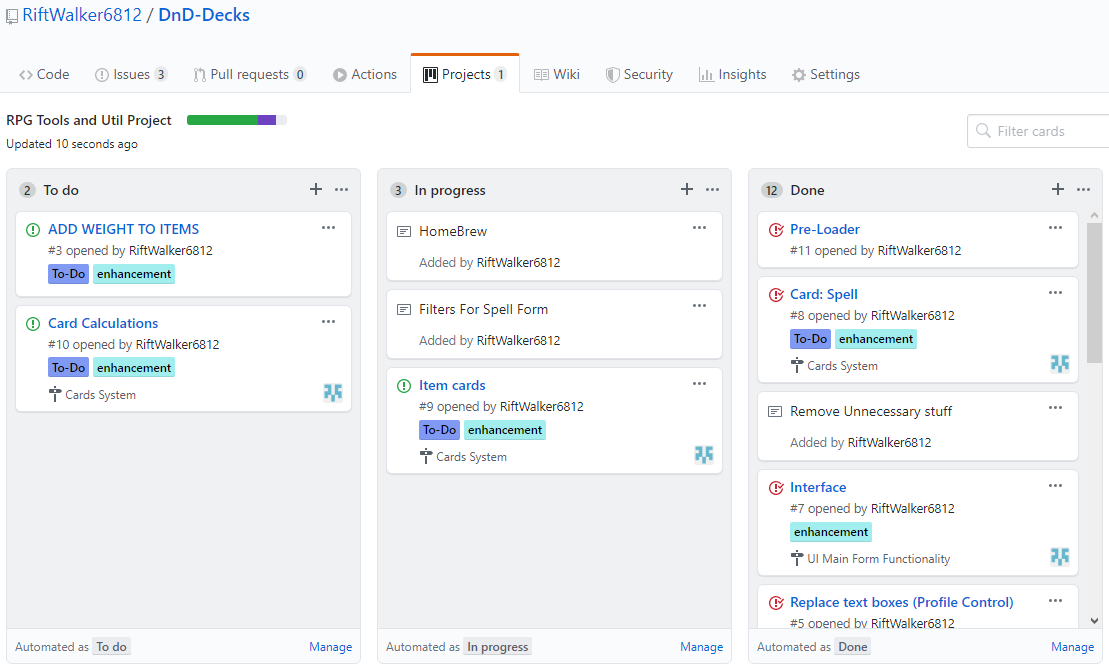 RiftWalker6812 / DnD-Decks
Code
Issues 3
Pull requests 0
Actions
Projects 1
Wiki
Security
Insights
Settings
RPG Tools and Util Project
Updated 10 seconds ago
Filter cards
2 To do
ADD WEIGHT TO ITEMS
#3 opened by RiftWalker6812
To-Do enhancement
Card Calculations
#10 opened by RiftWalker6812
To-Do enhancement
Cards System
Automated as To do Manage
3 In progress
HomeBrew
Added by RiftWalker6812
Filters For Spell Form
Added by RiftWalker6812
Item cards
#9 opened by RiftWalker6812
To-Do enhancement
Cards System
Automated as In progress Manage
12 Done
Pre-Loader
#11 opened by RiftWalker6812
Card: Spell
#8 opened by RiftWalker6812
To-Do enhancement
Cards System
Remove Unnecessary stuff
Added by RiftWalker6812
Interface
#7 opened by RiftWalker6812
enhancement
UI Main Form Functionality
Replace text boxes (Profile Control)
#5 opened by RiftWalker6812
Automated as Done Manage